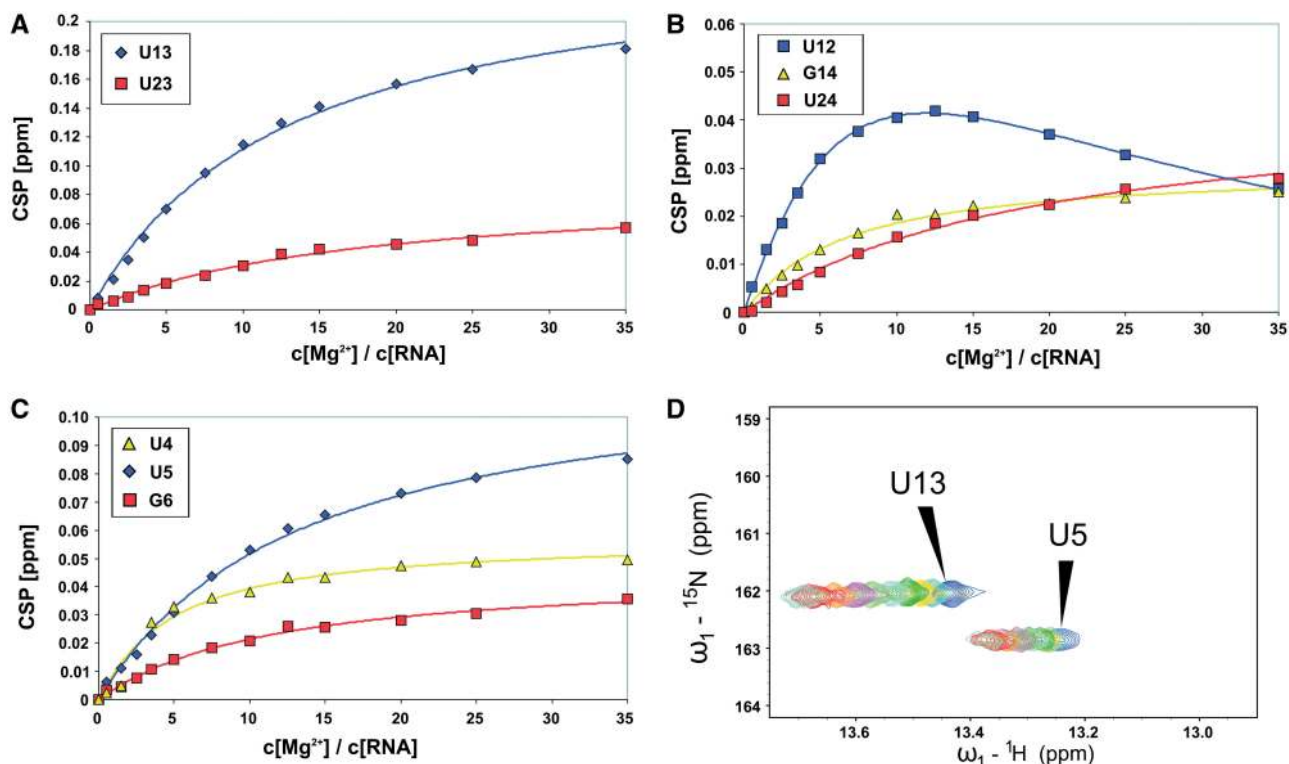 A
CSP [ppm]
0.2
0.18
0.16
0.14
0.12
0.10
0.08
0.06
0.04
0.02
0
U13
U23
0 5 10 15 20 25 30 35
c[Mg²⁺] / c[RNA]
B
CSP [ppm]
0.06
0.05
0.04
0.03
0.02
0.01
0.00
U12
G14
U24
0 5 10 15 20 25 30 35
c[Mg²⁺] / c[RNA]
C
CSP [ppm]
0.10
0.09
0.08
0.07
0.06
0.05
0.04
0.03
0.02
0.01
0
U4
U5
G6
0 5 10 15 20 25 30 35
c[Mg²⁺] / c[RNA]
D
ω₁ - ¹⁵N (ppm)
159
160
161
162
163
164
U13
U5
13.6 13.4 13.2 13.0
ω₁ - ¹H (ppm)